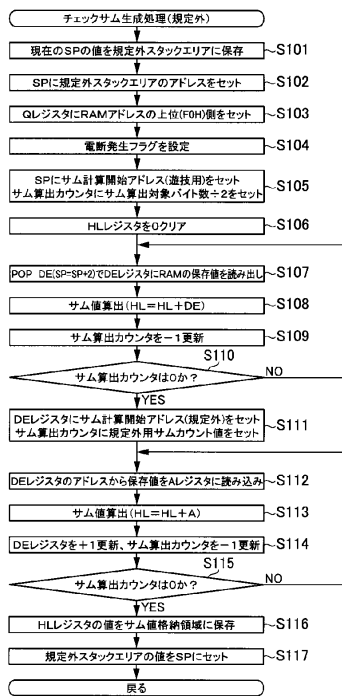 チェックサム生成処理(規定外)
現在のSPの値を規定外スタックエリアに保存
S101
SPに規定外スタックエリアのアドレスをセット
S102
QレジスタにRAMアドレスの上位(F0H)側をセット
S103
電断発生フラグを設定
S104
SPにサム計算開始アドレス(遊技用)をセット
サム算出カウンタにサム算出対象バイト数÷2をセット
S105
HLレジスタを0クリア
S106
POP DE(SP=SP+2)でDEレジスタにRAMの保存値を読み出し
S107
サム値算出(HL=HL+DE)
S108
サム算出カウンタを-1更新
S109
S110
サム算出カウンタは0か?
NO
YES
DEレジスタにサム計算開始アドレス(規定外)をセット
サム算出カウンタに規定外用サムカウント値をセット
S111
DEレジスタのアドレスから保存値をAレジスタに読み込み
S112
サム値算出(HL=HL+A)
S113
DEレジスタを+1更新、サム算出カウンタを-1更新
S114
S115
サム算出カウンタは0か?
NO
YES
HLレジスタの値をサム値格納領域に保存
S116
規定外スタックエリアの値をSPにセット
S117
戻る